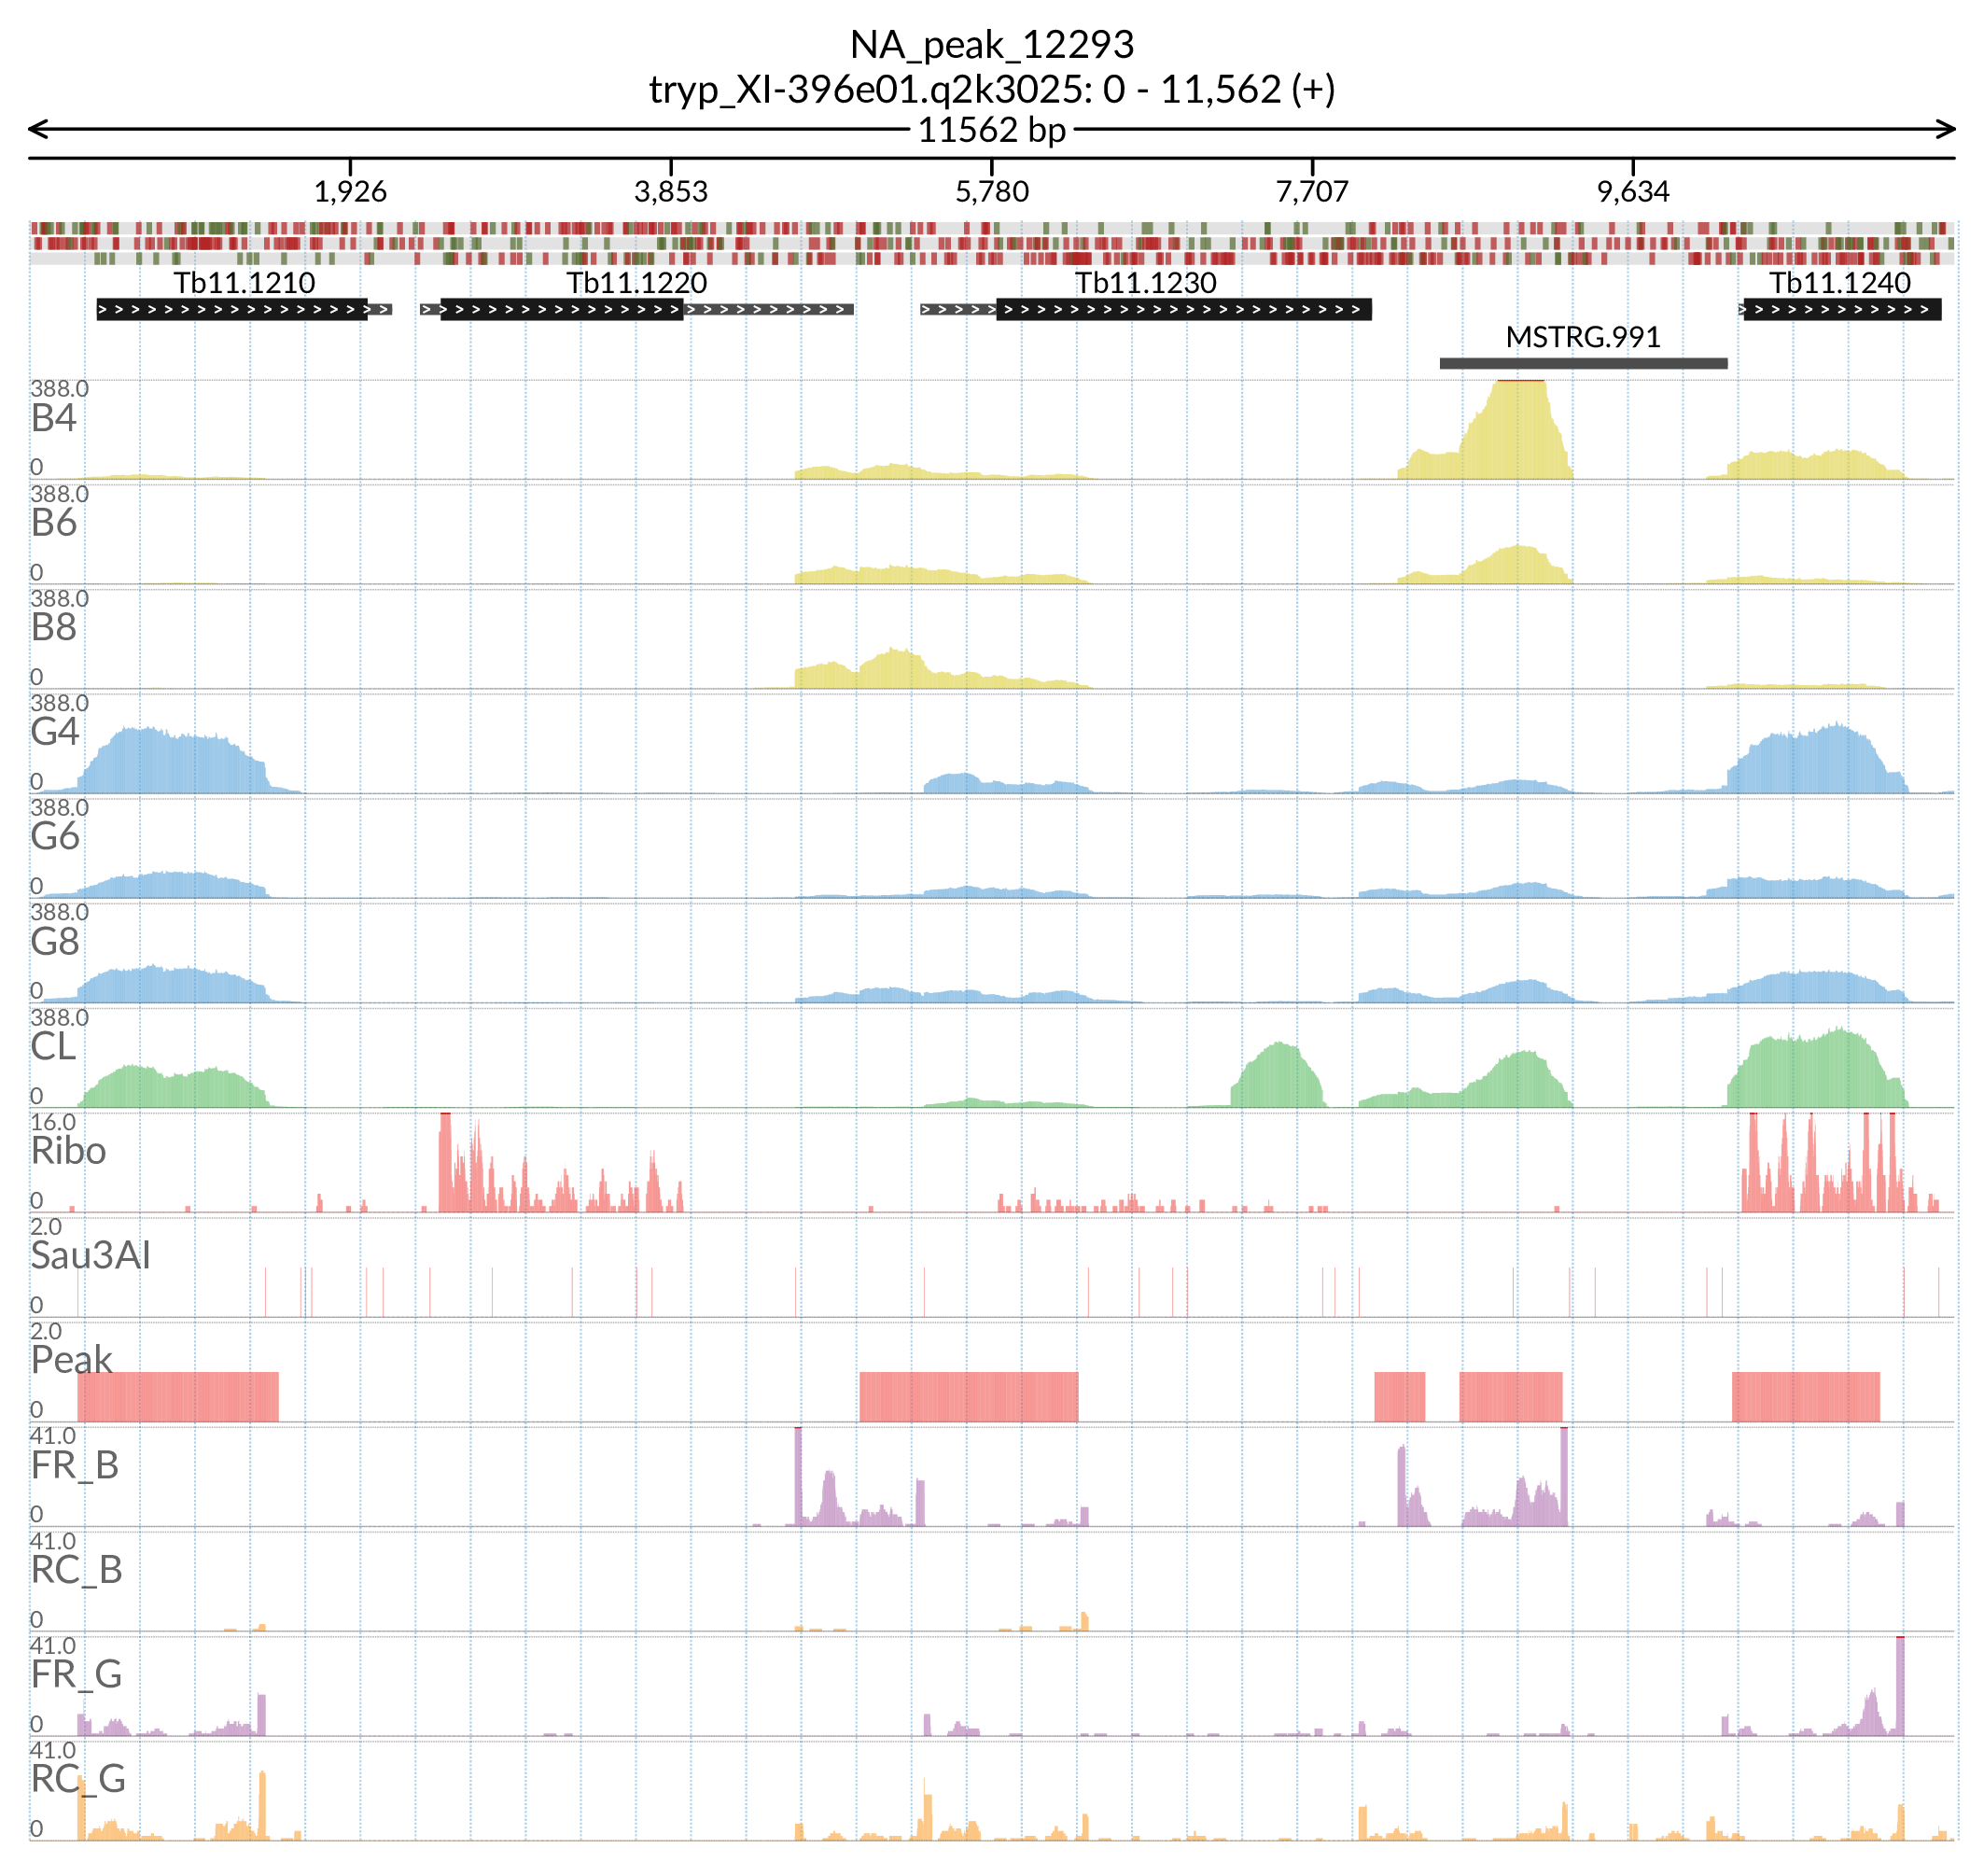 NA_peak_12293
tryp_XI-396e01.q2k3025: 0 - 11,562 (+)
11562 bp
1,926 3,853 5,780 7,707 9,634
Tb11.1210 Tb11.1220 Tb11.1230 Tb11.1240
MSTRG.991
388.0
B4
0
388.0
B6
0
388.0
B8
0
388.0
G4
0
388.0
G6
0
388.0
G8
0
388.0
CL
0
16.0
Ribo
0
2.0
Sau3AI
0
2.0
Peak
0
41.0
FR_B
0
41.0
RC_B
0
41.0
FR_G
0
41.0
RC_G
0